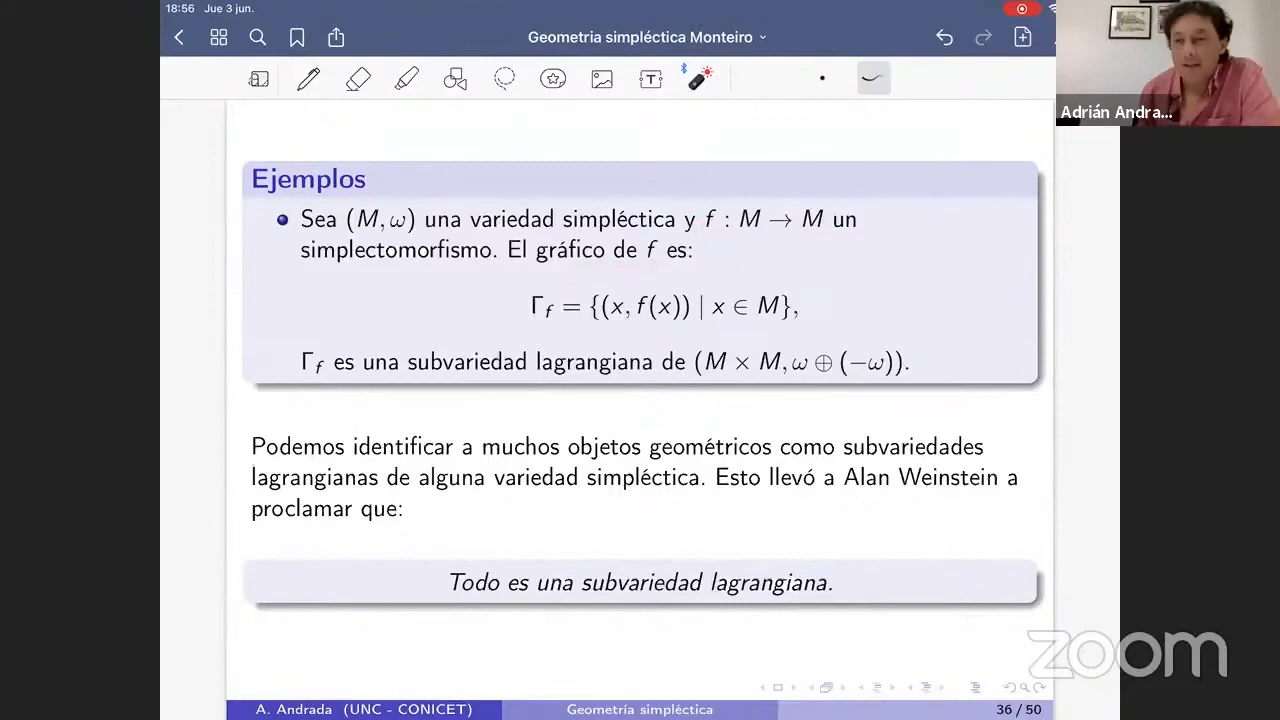 18:56 Jue 3 jun.
Geometria simpléctica Monteiro
T
Adrián Andra...
Ejemplos
Sea (M, ω) una variedad simpléctica y f : M → M un
simplectomorfismo. El gráfico de f es:
Γf = {(x, f(x)) | x ∈ M},
Γf es una subvariedad lagrangiana de (M × M, ω ⊕ (−ω)).
Podemos identificar a muchos objetos geométricos como subvariedades
lagrangianas de alguna variedad simpléctica. Esto llevó a Alan Weinstein a
proclamar que:
Todo es una subvariedad lagrangiana.
zoom
A. Andrada (UNC - CONICET)
Geometría simpléctica
36 / 50